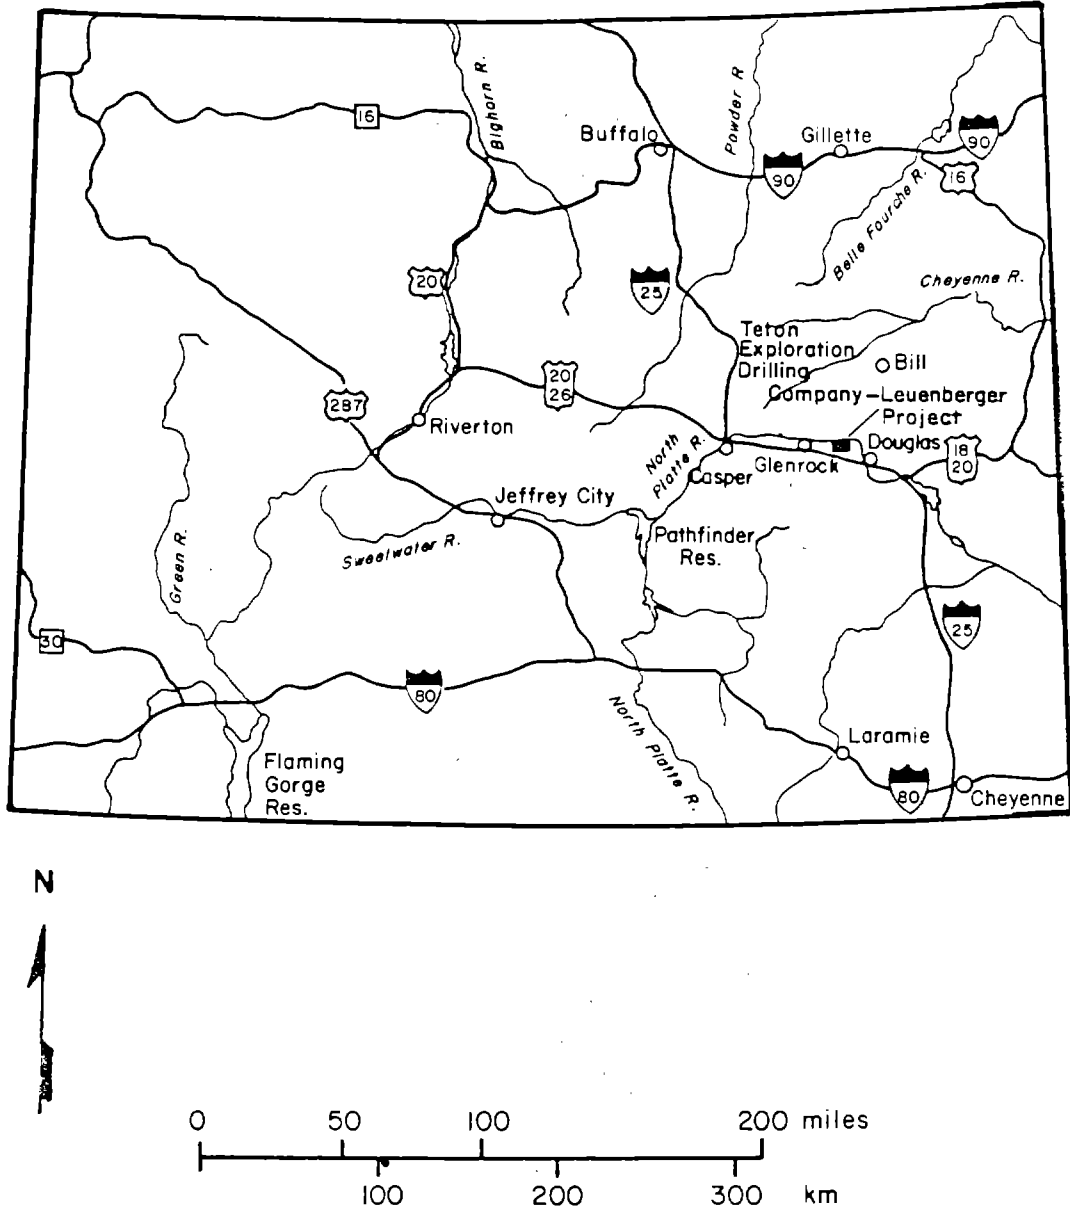 16
Bighorn R.
Buffalo
Powder R
Gillette
90
90
16
Belle Fourche R.
Cheyenne R.
20
25
Teton
Exploration
Drilling
Company-Leuenberger
Project
Bill
20
26
287
Riverton
North
Platte R.
Casper
Glenrock
Douglas
18
20
Jeffrey City
Sweetwater R.
Pathfinder
Res.
Green R.
30
25
80
North Platte R.
Laramie
80
Cheyenne
Flaming
Gorge
Res.
N
0 50 100 200 miles
100 200 300 km